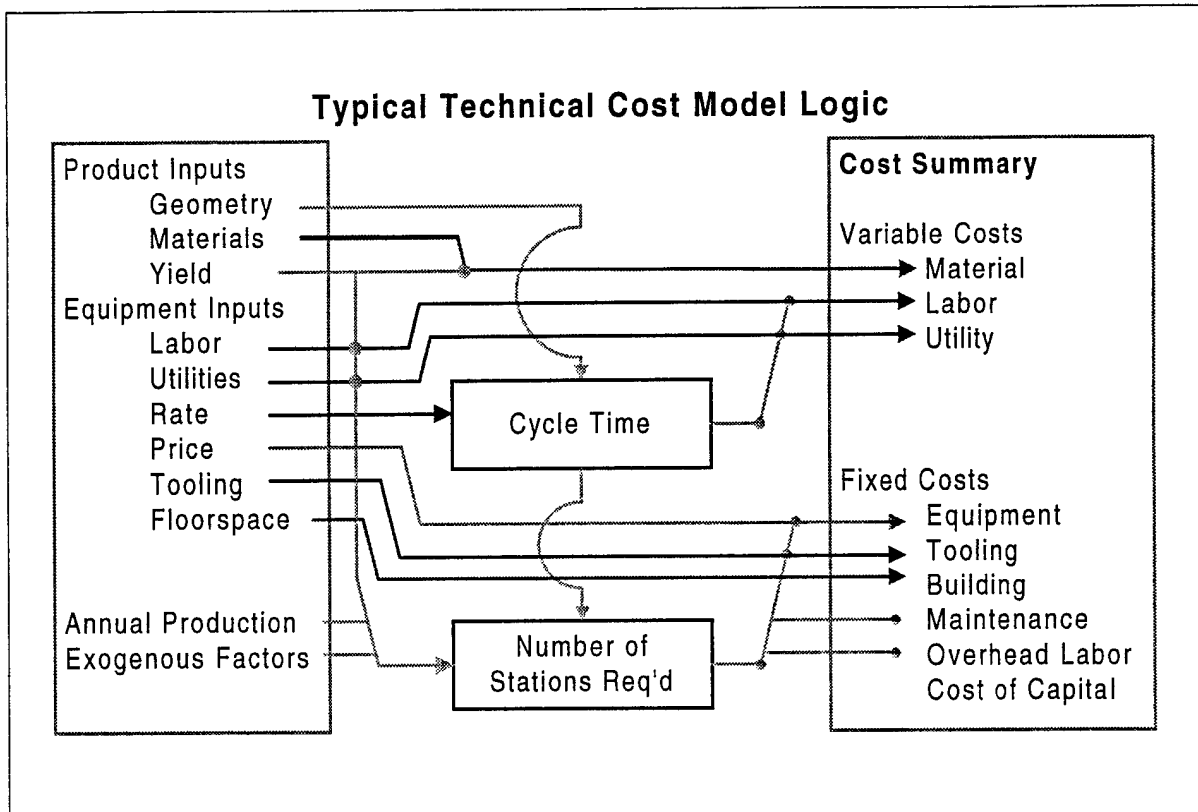 Typical Technical Cost Model Logic
Product Inputs
Geometry
Materials
Yield
Equipment Inputs
Labor
Utilities
Rate
Price
Tooling
Floorspace
Annual Production
Exogenous Factors
Cycle Time
Number of
Stations Req'd
Cost Summary
Variable Costs
Material
Labor
Utility
Fixed Costs
Equipment
Tooling
Building
Maintenance
Overhead Labor
Cost of Capital